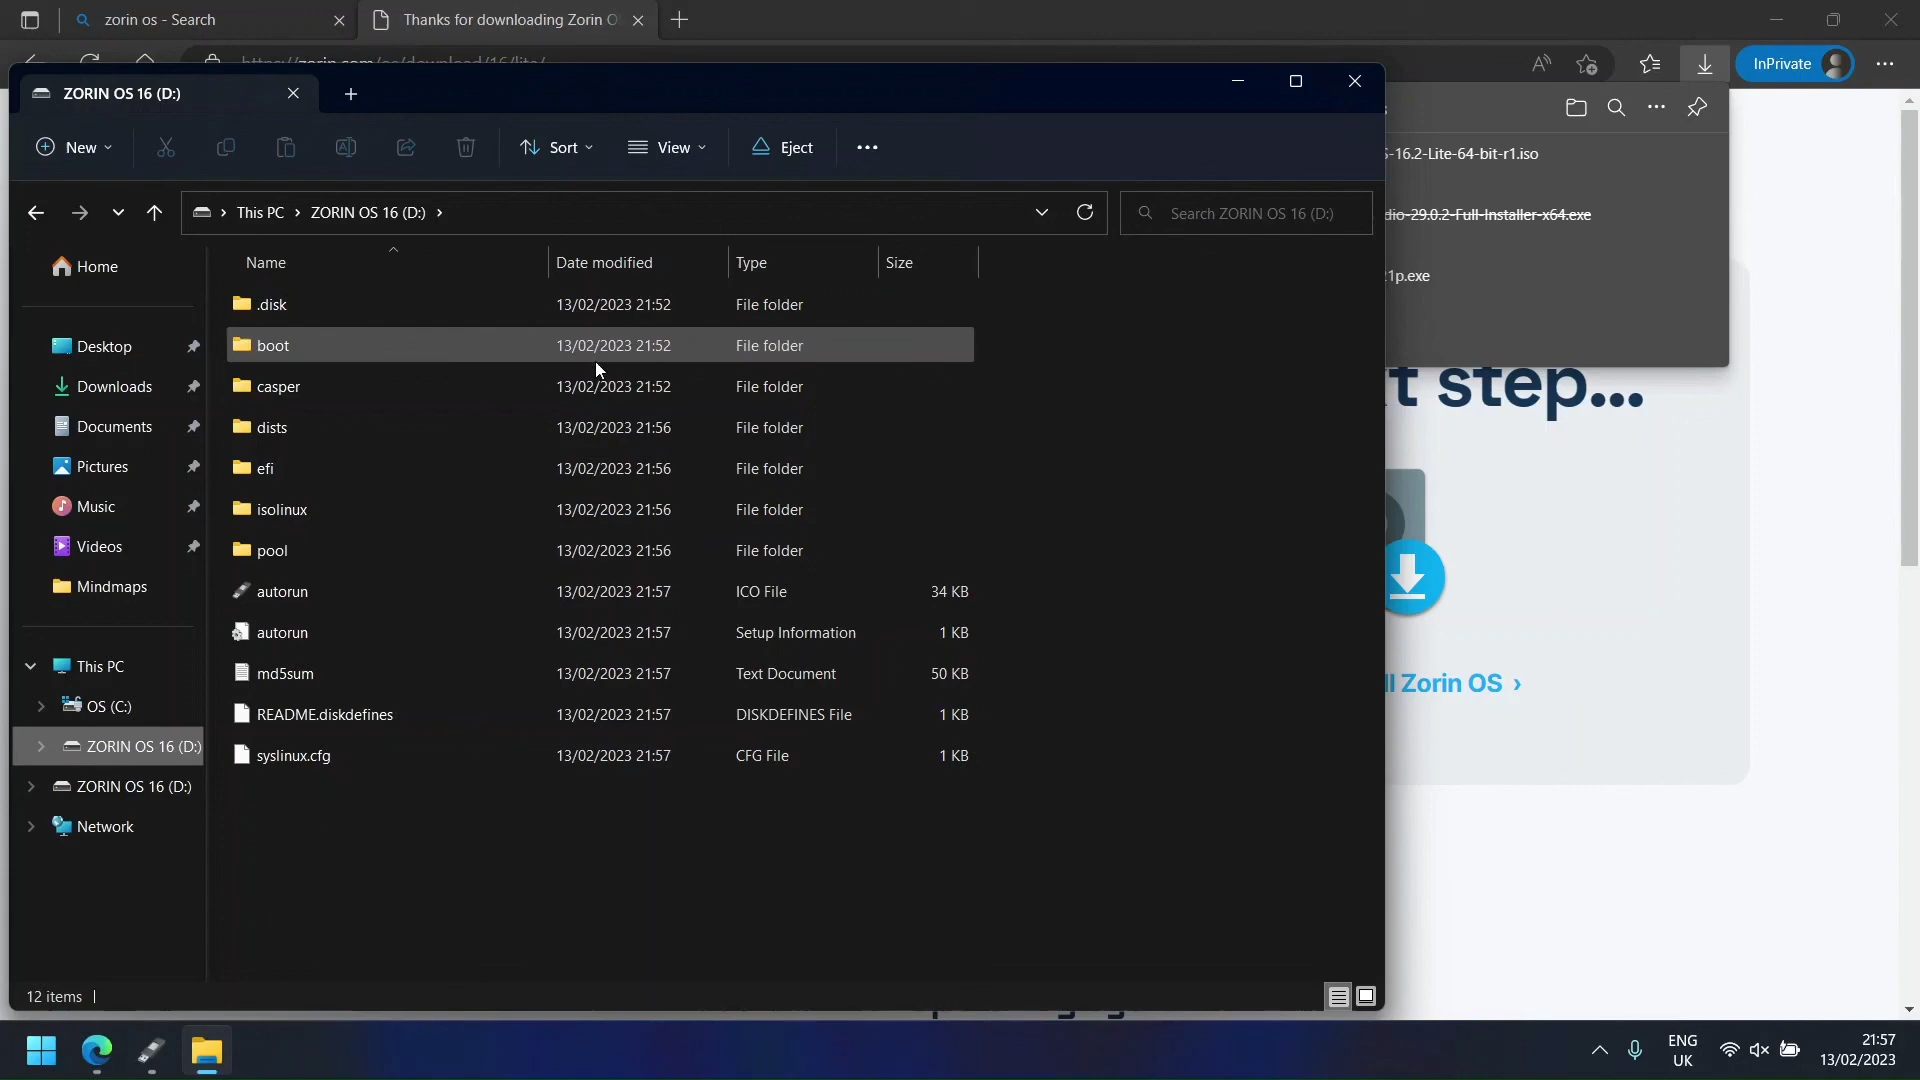 zorin os - Search
Thanks for downloading Zorin O
https://zorin.com/os/download/16/lite/
InPrivate
ZORIN OS 16 (D:)
New
Sort
View
Eject
This PC > ZORIN OS 16 (D:) >
Search ZORIN OS 16 (D:)
S-16.2-Lite-64-bit-r1.iso
dio-29.0.2-Full-Installer-x64.exe
21p.exe
t step...
ll Zorin OS ›
Home
Desktop
Downloads
Documents
Pictures
Music
Videos
Mindmaps
This PC
OS (C:)
ZORIN OS 16 (D:)
ZORIN OS 16 (D:)
Network
Name Date modified Type Size
.disk 13/02/2023 21:52 File folder
boot 13/02/2023 21:52 File folder
casper 13/02/2023 21:52 File folder
dists 13/02/2023 21:56 File folder
efi 13/02/2023 21:56 File folder
isolinux 13/02/2023 21:56 File folder
pool 13/02/2023 21:56 File folder
autorun 13/02/2023 21:57 ICO File 34 KB
autorun 13/02/2023 21:57 Setup Information 1 KB
md5sum 13/02/2023 21:57 Text Document 50 KB
README.diskdefines 13/02/2023 21:57 DISKDEFINES File 1 KB
syslinux.cfg 13/02/2023 21:57 CFG File 1 KB
12 items
ENG
UK
21:57
13/02/2023